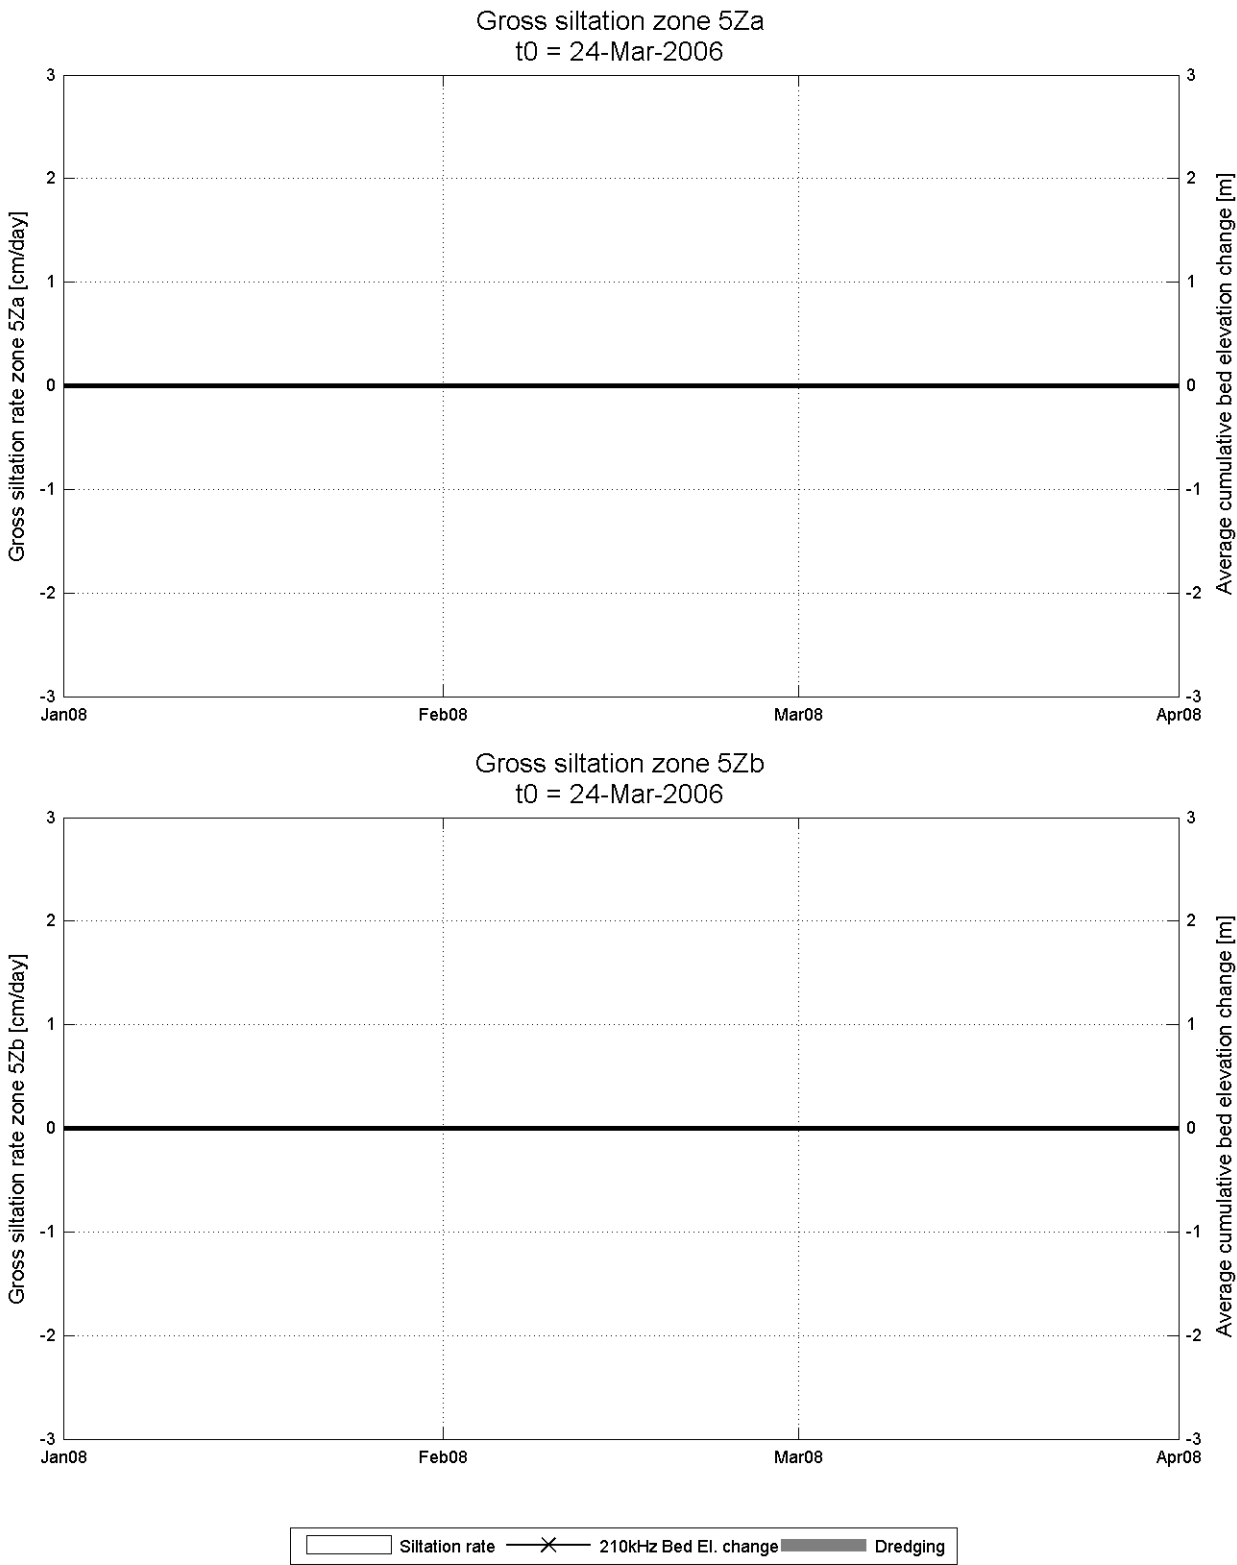 Gross siltation zone 5Za
t0 = 24-Mar-2006
Gross siltation rate zone 5Za [cm/day]
3
2
1
0
-1
-2
-3
3
2
1
0
-1
-2
-3
Average cumulative bed elevation change [m]
Jan08 Feb08 Mar08 Apr08
Gross siltation zone 5Zb
t0 = 24-Mar-2006
Gross siltation rate zone 5Zb [cm/day]
3
2
1
0
-1
-2
-3
3
2
1
0
-1
-2
-3
Average cumulative bed elevation change [m]
Jan08 Feb08 Mar08 Apr08
Siltation rate 210kHz Bed El. change Dredging